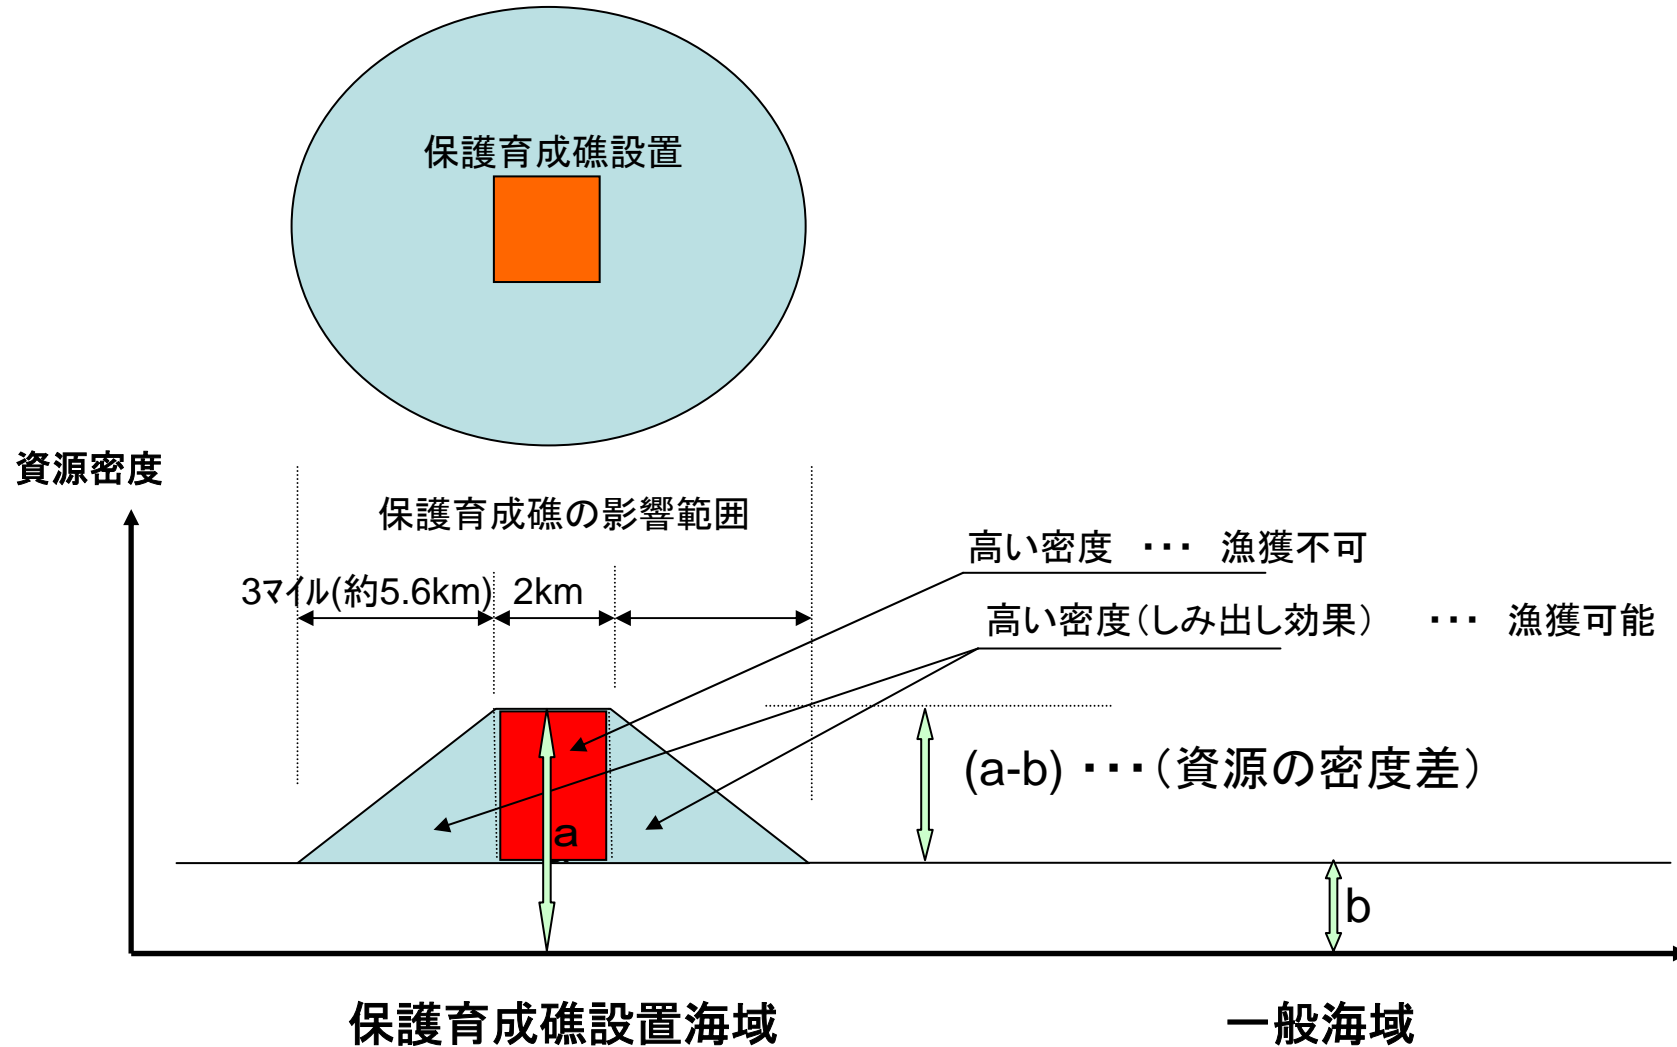 保護育成礁設置
資源密度
保護育成礁の影響範囲
高い密度 ・・・ 漁獲不可
3マイル(約5.6km)
2km
高い密度(しみ出し効果) ・・・ 漁獲可能
(a-b) ・・・(資源の密度差)
a
b
保護育成礁設置海域
一般海域